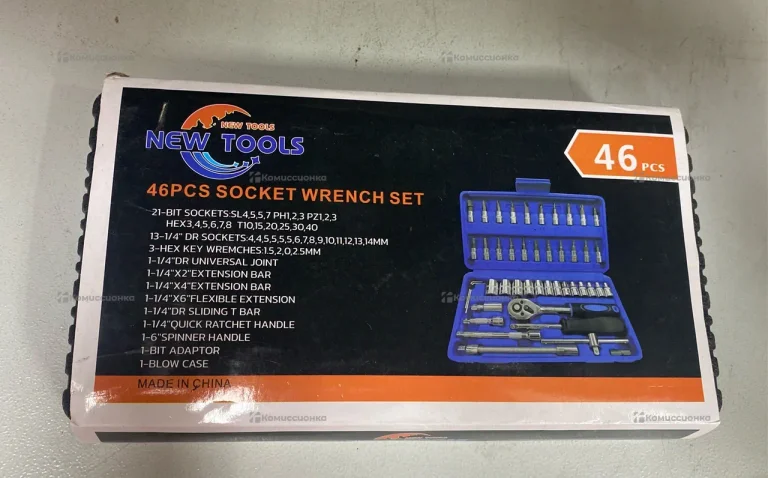 NEW TOOLS
NEW TOOLS
46 PCS
46PCS SOCKET WRENCH SET
21-BIT SOCKETS:SL4,5,5,7 PH1,2,3 PZ1,2,3
HEX3,4,5,6,7,8 T10,15,20,25,30,40
13-1/4" DR SOCKETS:4,4,5,5,5,5,6,7,8,9,10,11,12,13,14MM
3-HEX KEY WREMCHES:1.5,2,0,2.5MM
1-1/4"DR UNIVERSAL JOINT
1-1/4"X2"EXTENSION BAR
1-1/4"X4"EXTENSION BAR
1-1/4"X6"FLEXIBLE EXTENSION
1-1/4"DR SLIDING T BAR
1-1/4"QUICK RATCHET HANDLE
1-6"SPINNER HANDLE
1-BIT ADAPTOR
1-BLOW CASE
MADE IN CHINA
Комиссионка
Комиссионка
Комиссионка
Комиссионка
Комиссионка
Комиссионка
Комиссионка
Комиссионка
Комиссионка
Комиссионка
Комиссионка